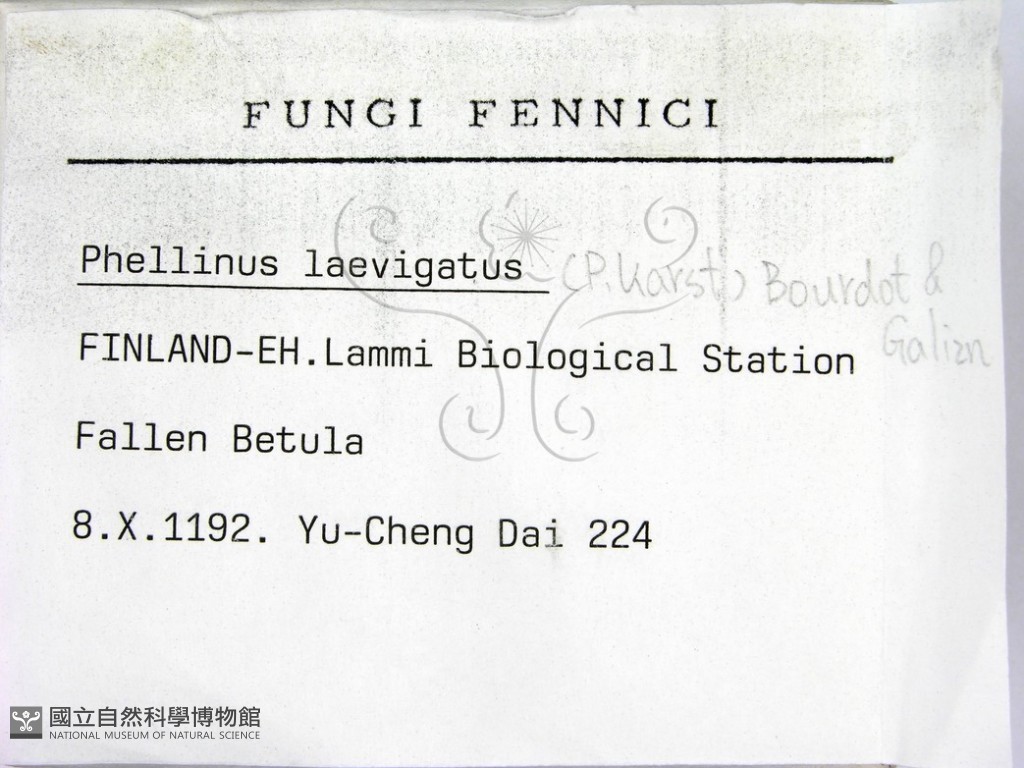 FUNGI FENNICI
Phellinus laevigatus (P. Karst.) Bourdot &
Galizn
FINLAND-EH.Lammi Biological Station
Fallen Betula
8.X.1192. Yu-Cheng Dai 224
國立自然科學博物館
NATIONAL MUSEUM OF NATURAL SCIENCE